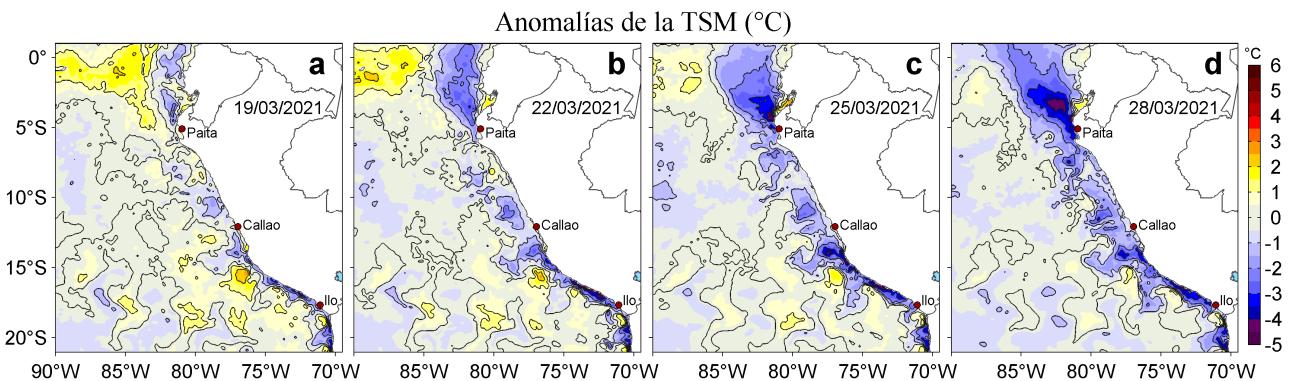 Anomalías de la TSM (°C)
a
b
c
d
°C
19/03/2021
22/03/2021
25/03/2021
28/03/2021
0°
5°S
10°S
15°S
20°S
Paita
Callao
Ilo
Paita
Callao
Ilo
Paita
Callao
Ilo
Paita
Callao
Ilo
90°W 85°W 80°W 75°W 70°W
85°W 80°W 75°W 70°W
85°W 80°W 75°W 70°W
85°W 80°W 75°W 70°W
6
5
4
3
2
1
0
-1
-2
-3
-4
-5